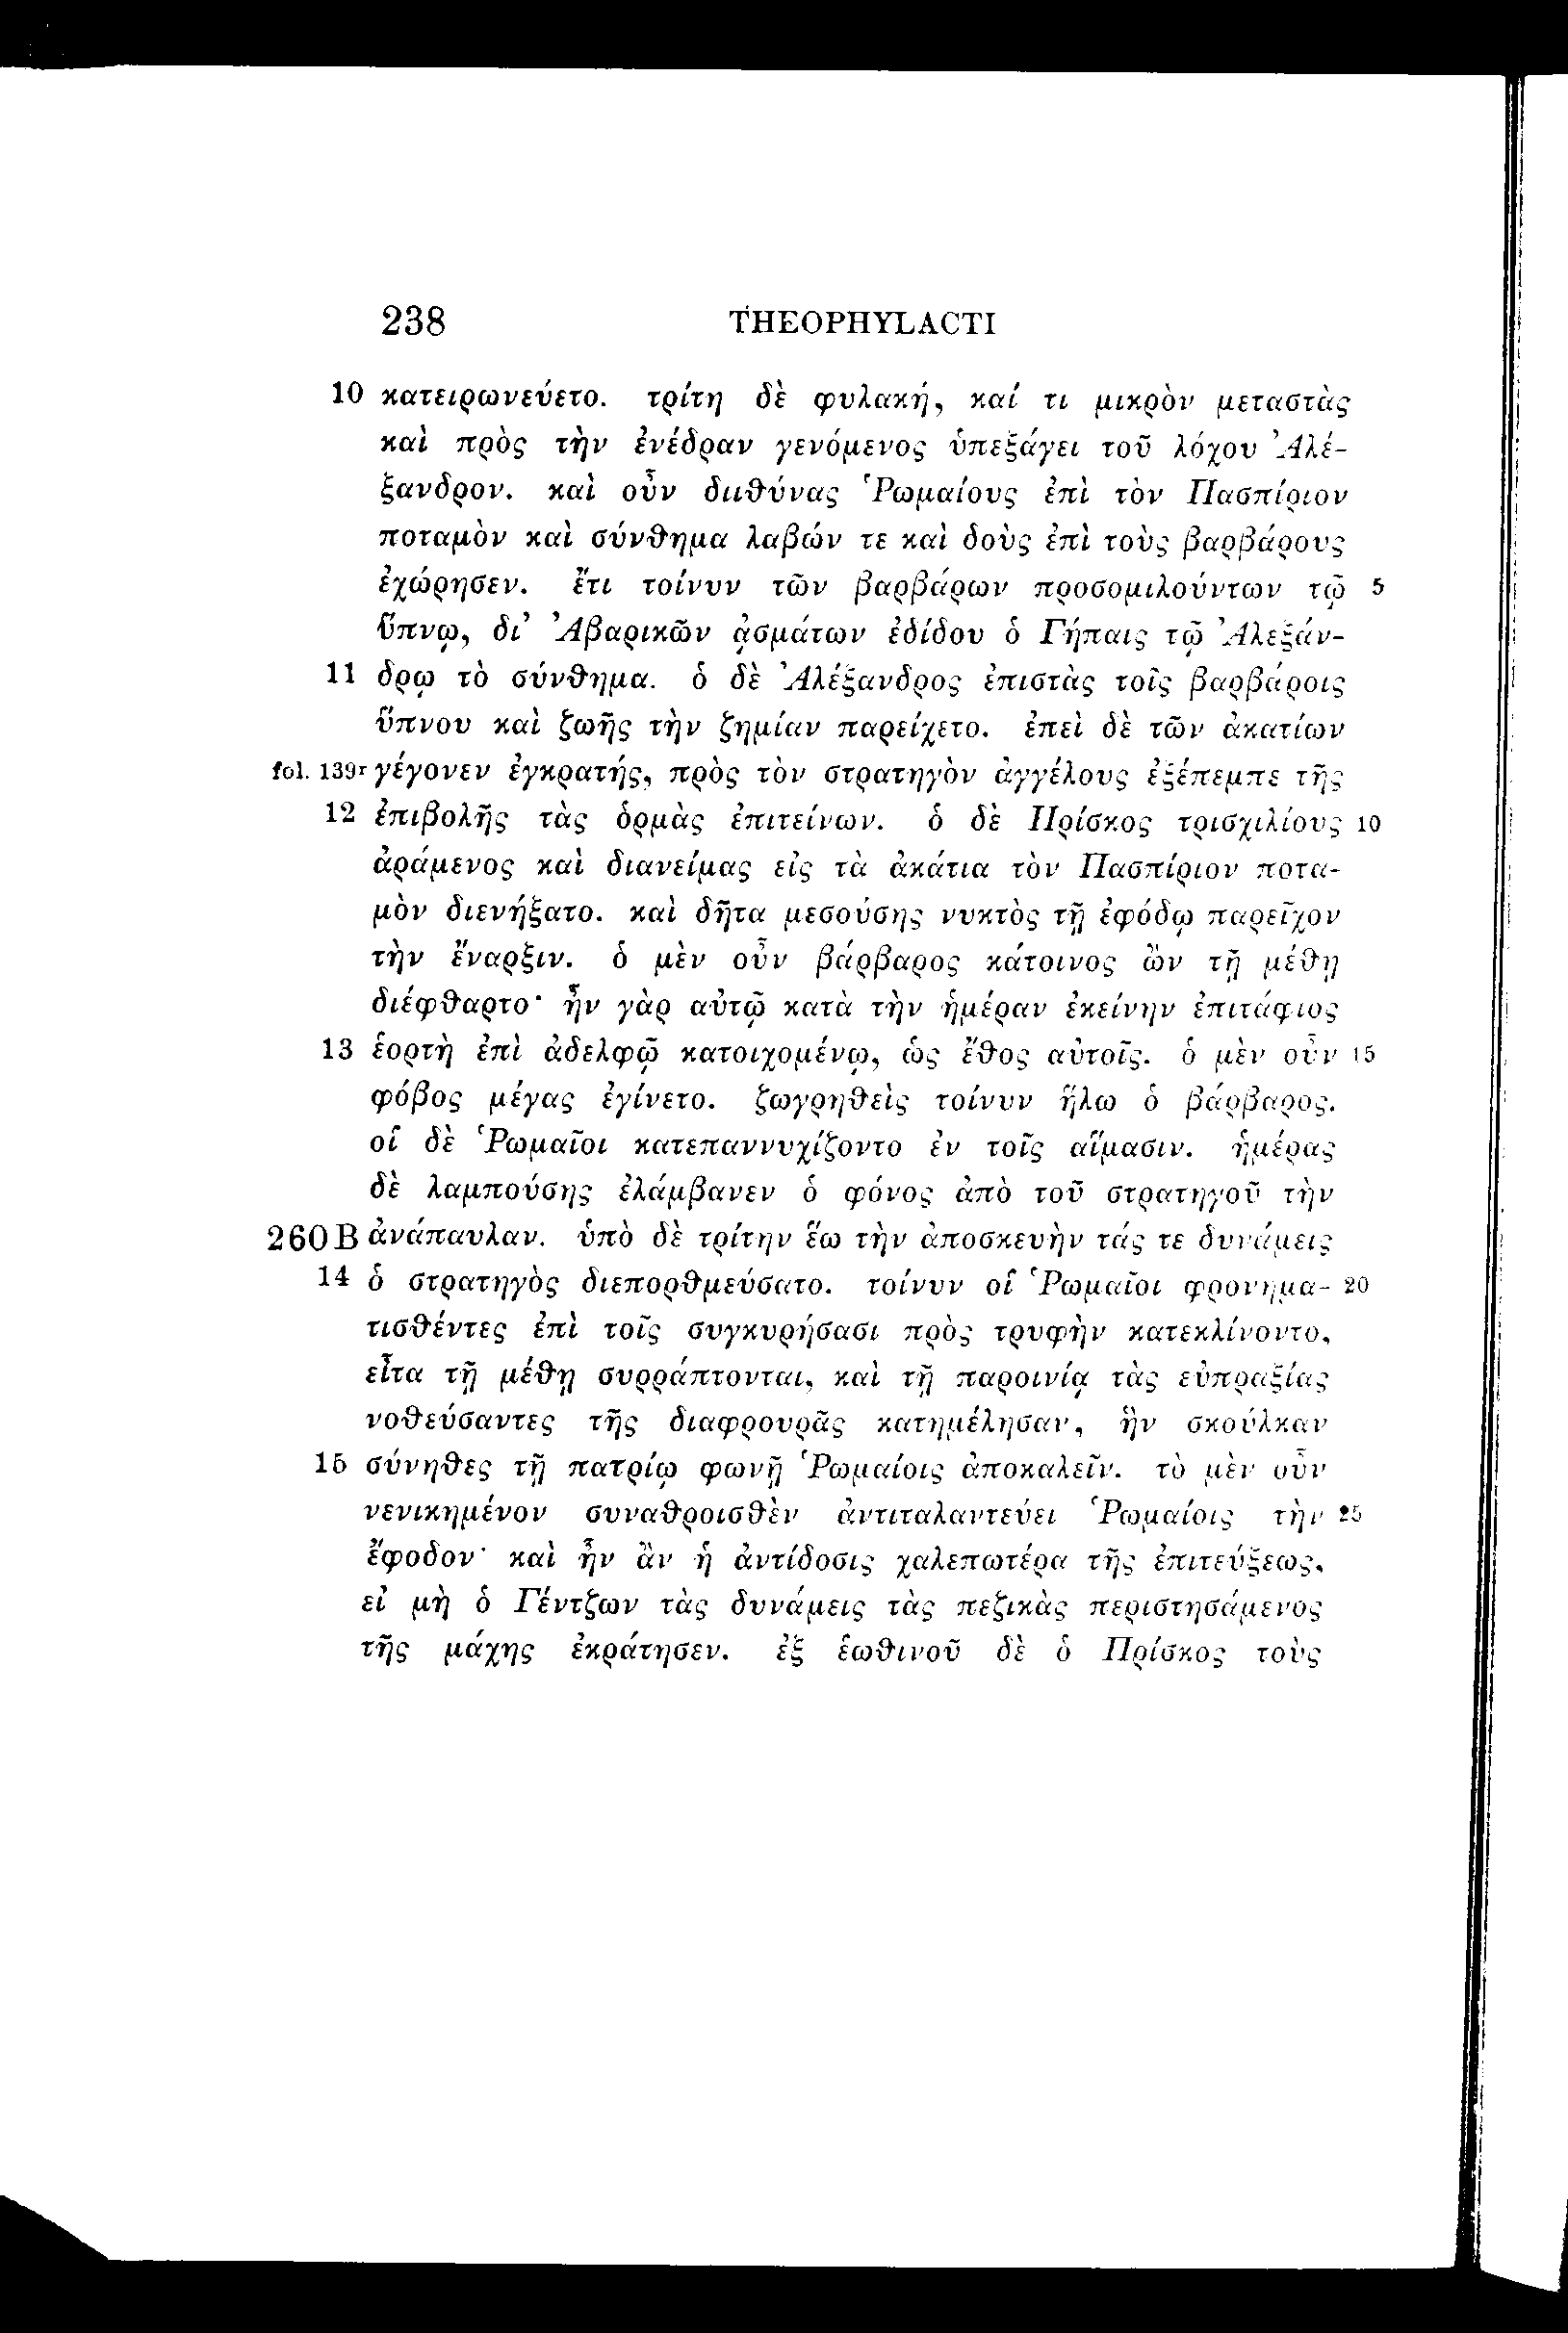 238 THEOPHYLACTI
10 κατειρωνεύετο. τρίτη δὲ φυλακή, καί τι μικρὸν μεταστὰς
καὶ πρὸς τὴν ἐνέδραν γενόμενος ὑπεξάγει τοῦ λόχου Ἀλέ-
ξανδρον. καὶ οὖν διιθύνας Ῥωμαίους ἐπὶ τὸν Πασπίριον
ποταμὸν καὶ σύνθημα λαβών τε καὶ δοὺς ἐπὶ τοὺς βαρβάρους
ἐχώρησεν. ἔτι τοίνυν τῶν βαρβάρων προσομιλούντων τῷ 5
ὕπνῳ, δι’ Ἀβαρικῶν ᾀσμάτων ἐδίδου ὁ Γήπαις τῷ Ἀλεξάν-
11 δρῳ τὸ σύνθημα. ὁ δὲ Ἀλέξανδρος ἐπιστὰς τοῖς βαρβάροις
ὕπνου καὶ ζωῆς τὴν ζημίαν παρείχετο. ἐπεὶ δὲ τῶν ἀκατίων
fol. 139r γέγονεν ἐγκρατής, πρὸς τὸν στρατηγὸν ἀγγέλους ἐξέπεμπε τῆς
12 ἐπιβολῆς τὰς ὁρμὰς ἐπιτείνων. ὁ δὲ Πρίσκος τρισχιλίους 10
ἀράμενος καὶ διανείμας εἰς τὰ ἀκάτια τὸν Πασπίριον ποτα-
μὸν διενήξατο. καὶ δῆτα μεσούσης νυκτὸς τῇ ἐφόδῳ παρεῖχον
τὴν ἔναρξιν. ὁ μὲν οὖν βάρβαρος κάτοινος ὢν τῇ μέθῃ
διέφθαρτο· ἦν γὰρ αὐτῷ κατὰ τὴν ἡμέραν ἐκείνην ἐπιτάφιος
13 ἑορτὴ ἐπὶ ἀδελφῷ κατοιχομένῳ, ὡς ἔθος αὐτοῖς. ὁ μὲν οὖν 15
φόβος μέγας ἐγίνετο. ζωγρηθεὶς τοίνυν ἥλω ὁ βάρβαρος.
οἱ δὲ Ῥωμαῖοι κατεπαννυχίζοντο ἐν τοῖς αἵμασιν. ἡμέρας
δὲ λαμπούσης ἐλάμβανεν ὁ φόνος ἀπὸ τοῦ στρατηγοῦ τὴν
260 B ἀνάπαυλαν. ὑπὸ δὲ τρίτην ἕω τὴν ἀποσκευὴν τάς τε δυνάμεις
14 ὁ στρατηγὸς διεπορθμεύσατο. τοίνυν οἱ Ῥωμαῖοι φρονημα- 20
τισθέντες ἐπὶ τοῖς συγκυρήσασι πρὸς τρυφὴν κατεκλίνοντο,
εἶτα τῇ μέθῃ συρράπτονται, καὶ τῇ παροινίᾳ τὰς εὐπραξίας
νοθεύσαντες τῆς διαφρουρᾶς κατημέλησαν, ἣν σκούλκαν
15 σύνηθες τῇ πατρίῳ φωνῇ Ῥωμαίοις ἀποκαλεῖν. τὸ μὲν οὖν
νενικημένον συναθροισθὲν ἀντιταλαντεύει Ῥωμαίοις τὴν 25
ἔφοδον· καὶ ἦν ἂν ἡ ἀντίδοσις χαλεπωτέρα τῆς ἐπιτεύξεως,
εἰ μὴ ὁ Γέντζων τὰς δυνάμεις τὰς πεζικὰς περιστησάμενος
τῆς μάχης ἐκράτησεν. ἐξ ἑωθινοῦ δὲ ὁ Πρίσκος τοὺς